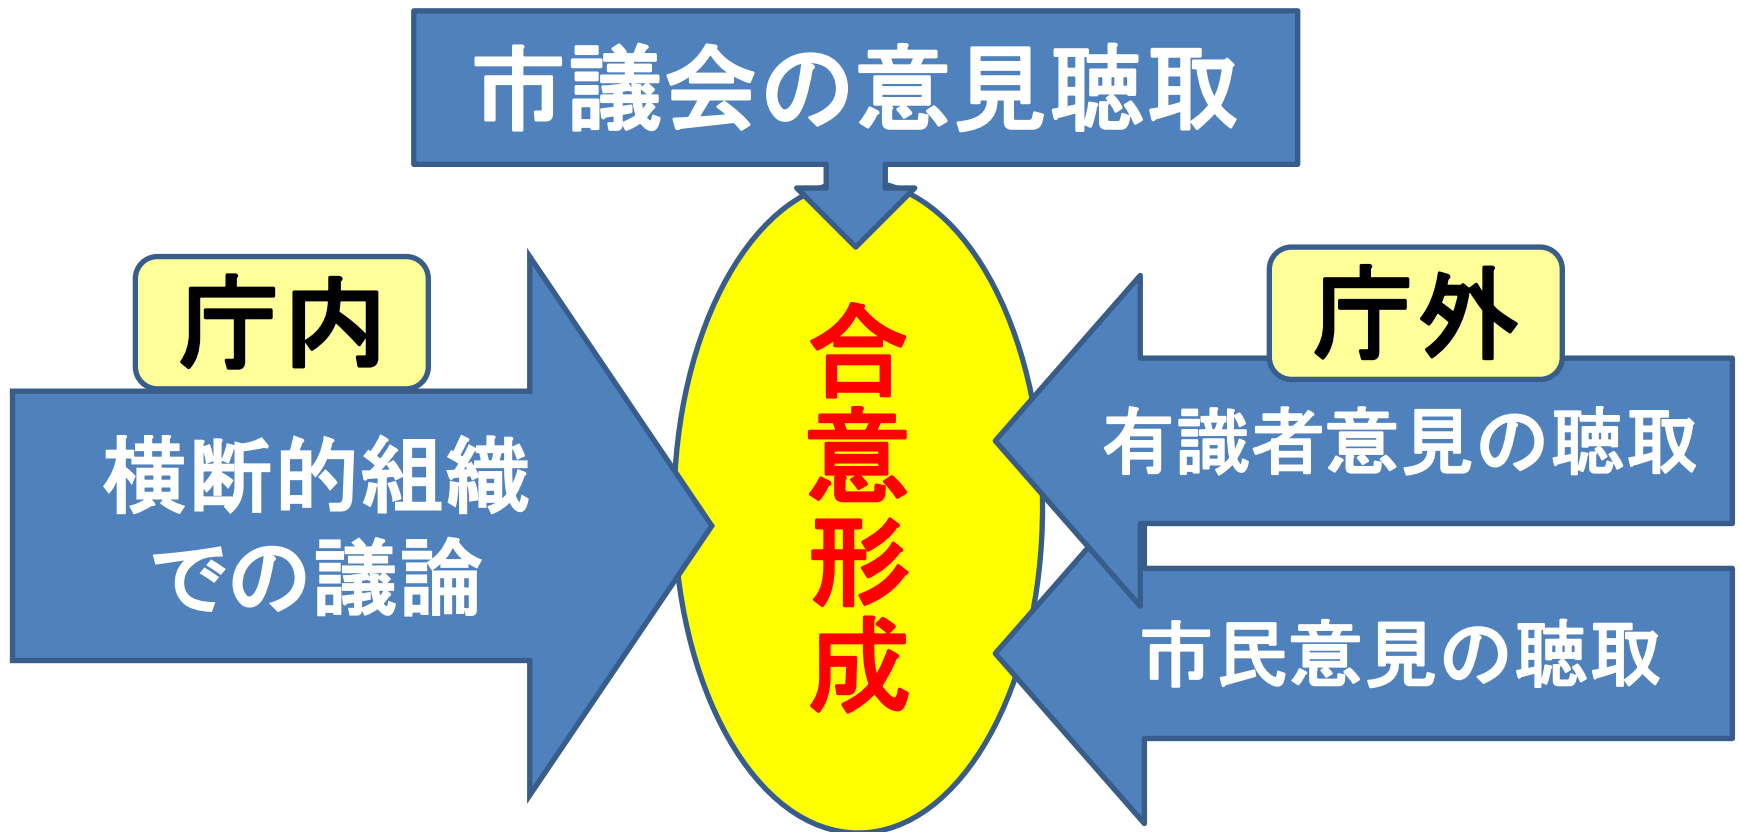 市議会の意見聴取
庁内
横断的組織
での議論
合意形成
庁外
有識者意見の聴取
市民意見の聴取